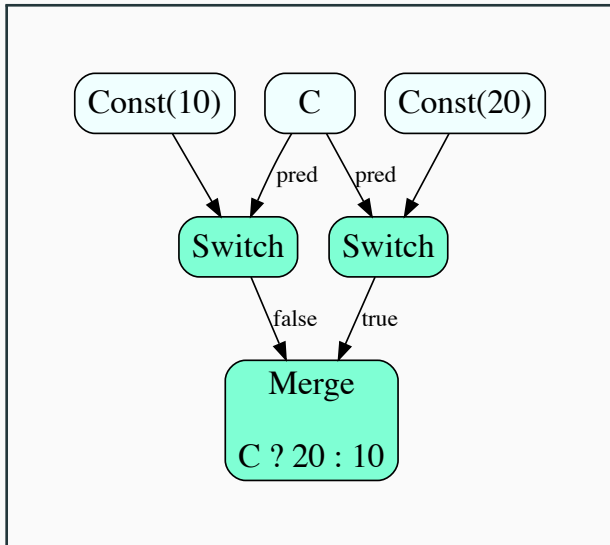 Const(10)
C
Const(20)
pred
pred
Switch
Switch
false
true
Merge
C ? 20 : 10